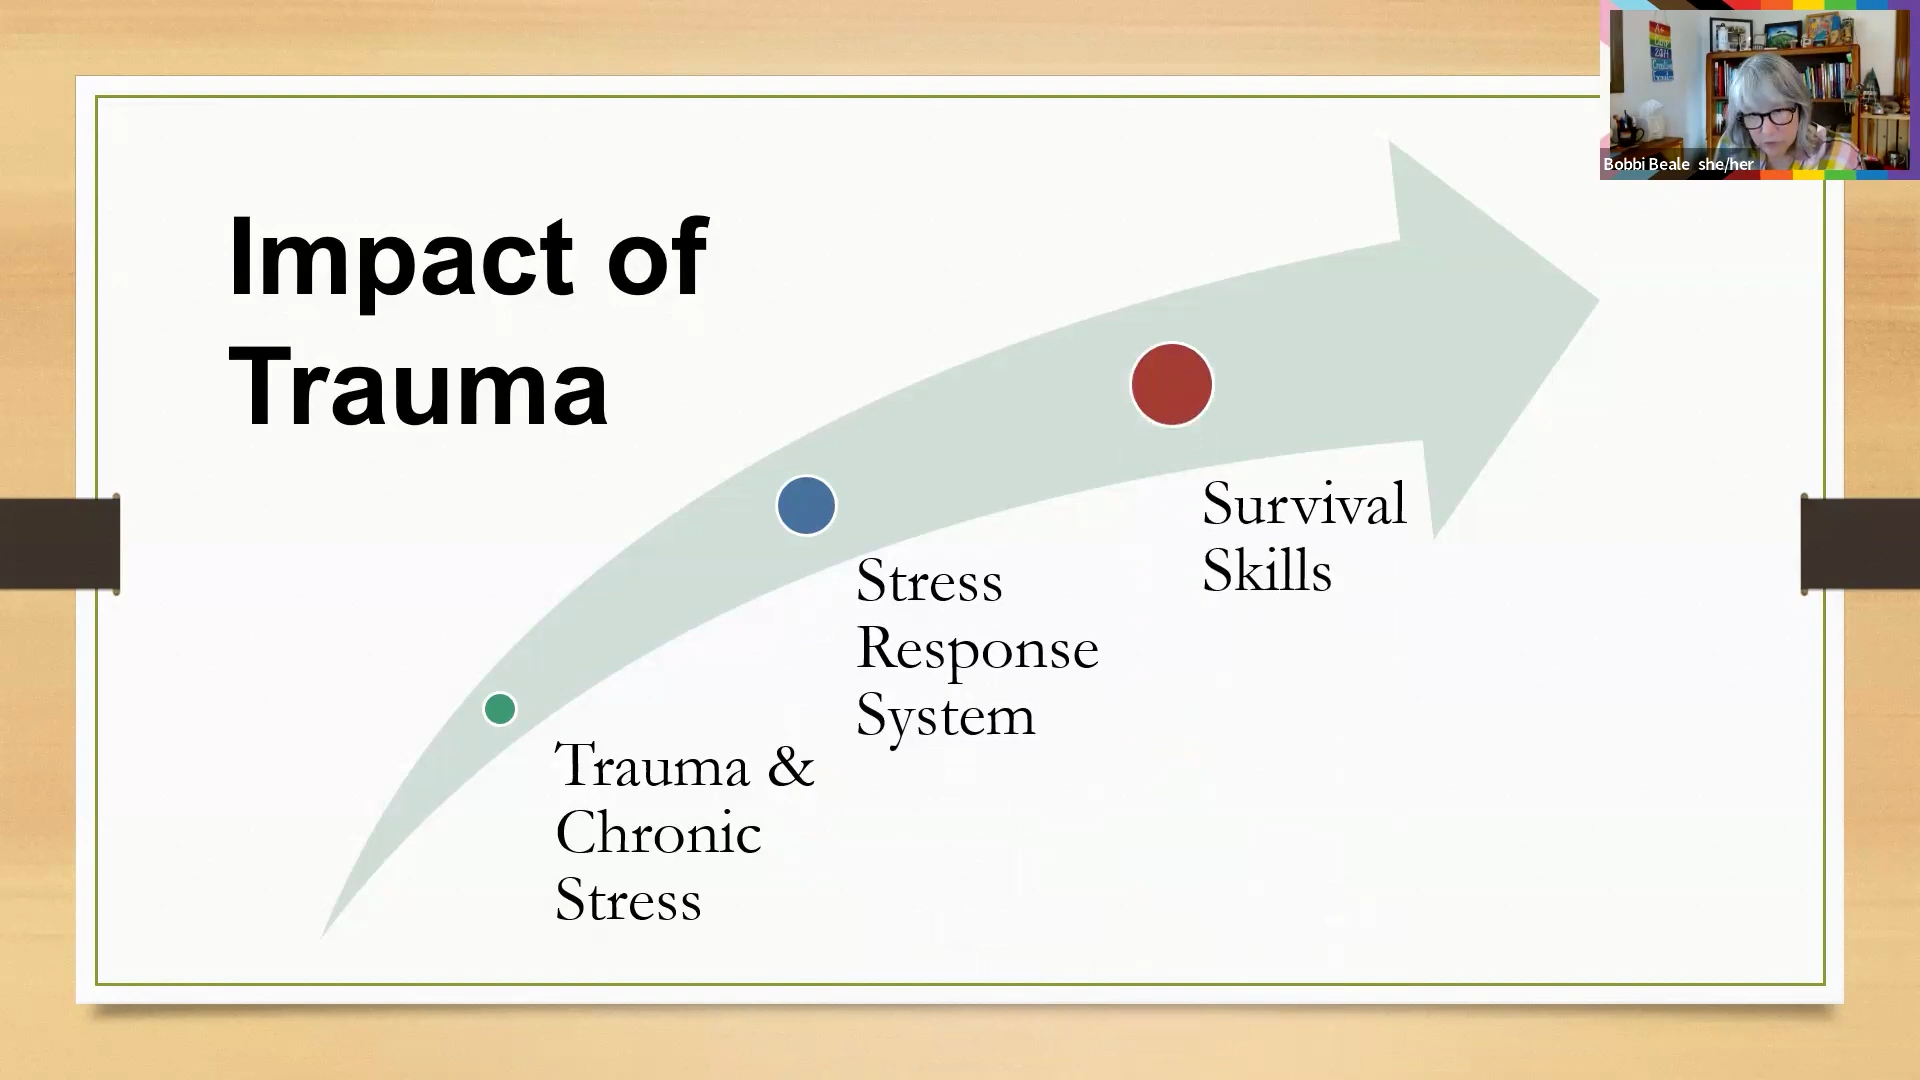 Impact of
Trauma
Survival
Skills
Stress
Response
System
Trauma &
Chronic
Stress
Bobbi Beale she/her